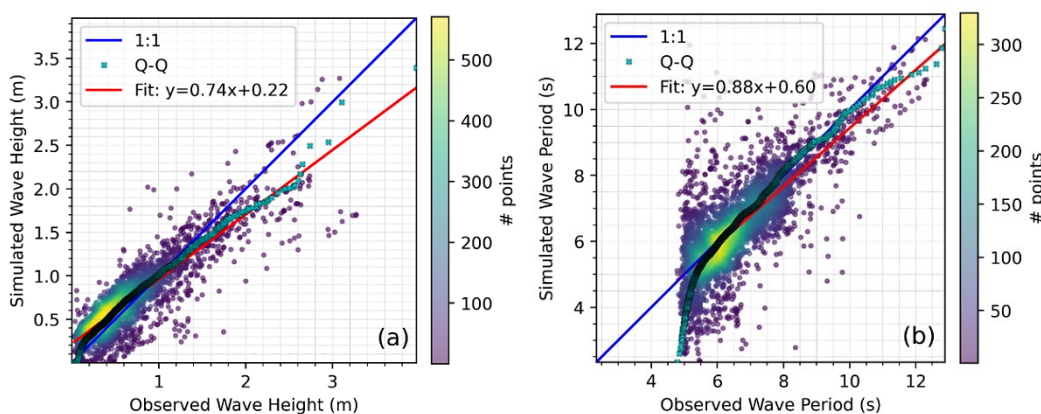 1:1
Q-Q
Fit: y=0.74x+0.22
Simulated Wave Height (m)
3.5
3.0
2.5
2.0
1.5
1.0
0.5
1
2
3
Observed Wave Height (m)
(a)
500
400
300
200
100
# points
1:1
Q-Q
Fit: y=0.88x+0.60
Simulated Wave Period (s)
12
10
8
6
4
4
6
8
10
12
Observed Wave Period (s)
(b)
300
250
200
150
100
50
# points